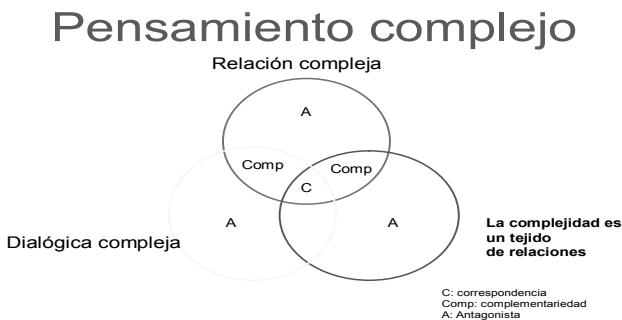 Pensamiento complejo
Relación compleja
A
Comp
Comp
C
A
A
Dialógica compleja
La complejidad es
un tejido
de relaciones
C: correspondencia
Comp: complementariedad
A: Antagonista